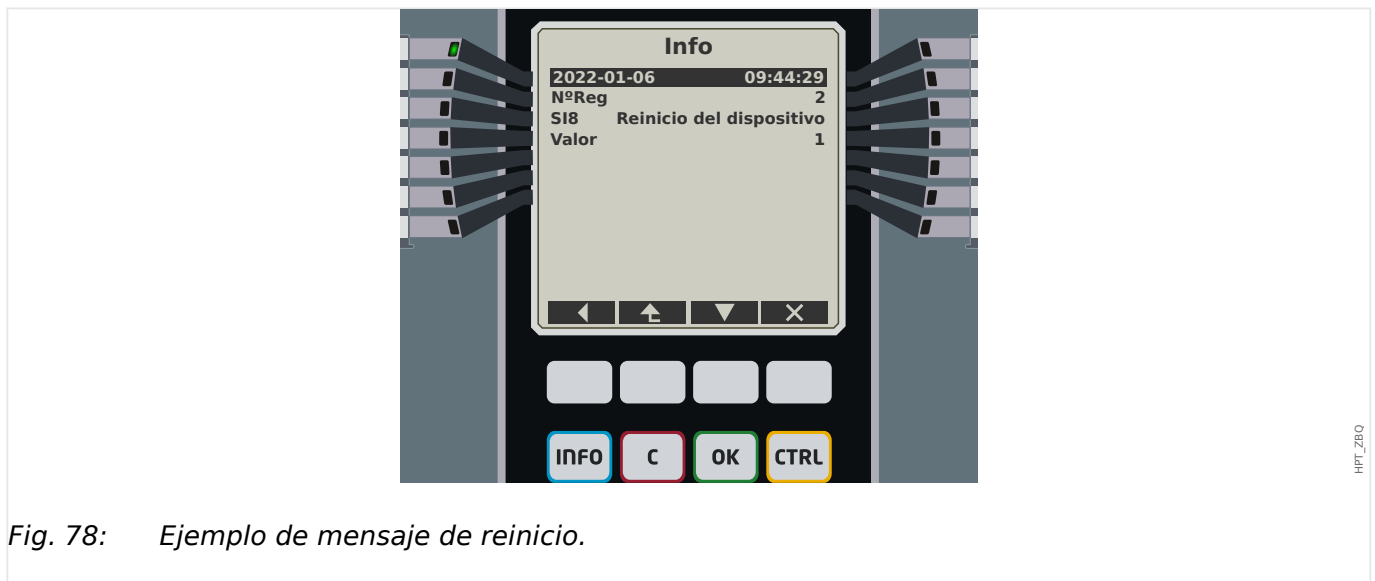 Info
2022-01-06 09:44:29
NºReg 2
SI8 Reinicio del dispositivo
Valor 1
INFO C OK CTRL
HPT_ZBQ
Fig. 78: Ejemplo de mensaje de reinicio.